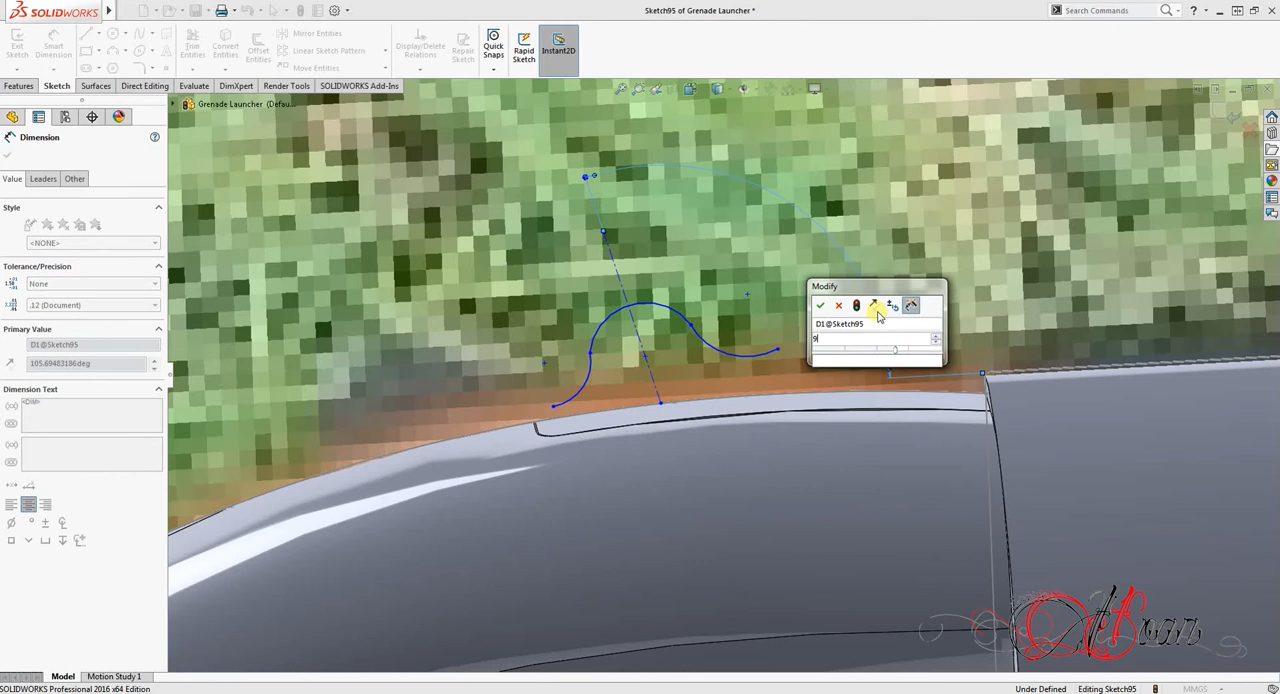 SOLIDWORKS
Sketch95 of Grenade Launcher *
Search Commands
?
Exit Sketch
Smart Dimension
Trim Entities
Convert Entities
Offset Entities
Mirror Entities
Linear Sketch Pattern
Move Entities
Display/Delete Relations
Repair Sketch
Quick Snaps
Rapid Sketch
Instant2D
Features
Sketch
Surfaces
Direct Editing
Evaluate
DimXpert
Render Tools
SOLIDWORKS Add-Ins
Grenade Launcher (Defau...
Dimension
Value
Leaders
Other
Style
<NONE>
Tolerance/Precision
None
.12 (Document)
Primary Value
D1@Sketch95
105.69483186deg
Dimension Text
<DIM>
Modify
D1@Sketch95
9
Model
Motion Study 1
SOLIDWORKS Professional 2016 x64 Edition
Under Defined
Editing Sketch95
MMGS